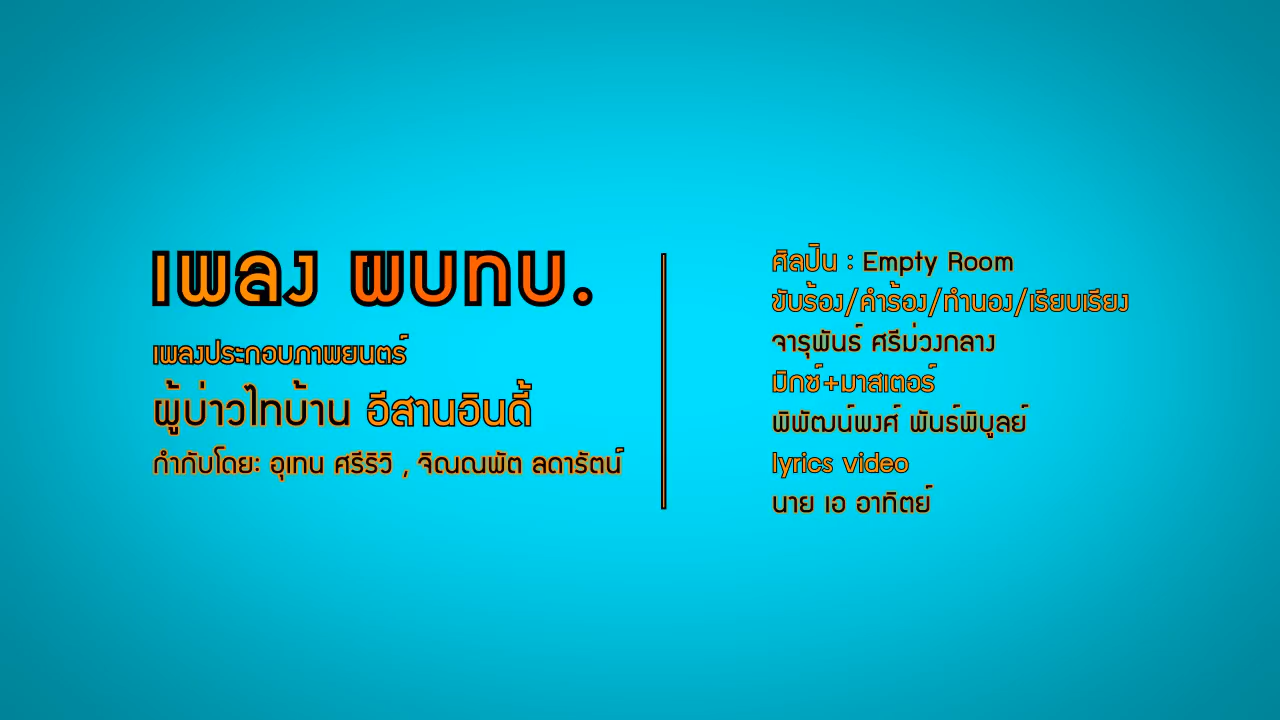 เพลง ผบทบ.
เพลงประกอบภาพยนตร์
ผู้บ่าวไทบ้าน อีสานอินดี้
กำกับโดย: อุเทน ศรีริวิ , จิณณพัต ลดารัตน์
ศิลปิน : Empty Room
ขับร้อง/คำร้อง/ทำนอง/เรียบเรียง
จารุพันธ์ ศรีม่วงกลาง
มิกซ์+มาสเตอร์
พิพัฒน์พงศ์ พันธ์พิบูลย์
lyrics video
นาย เอ อาทิตย์